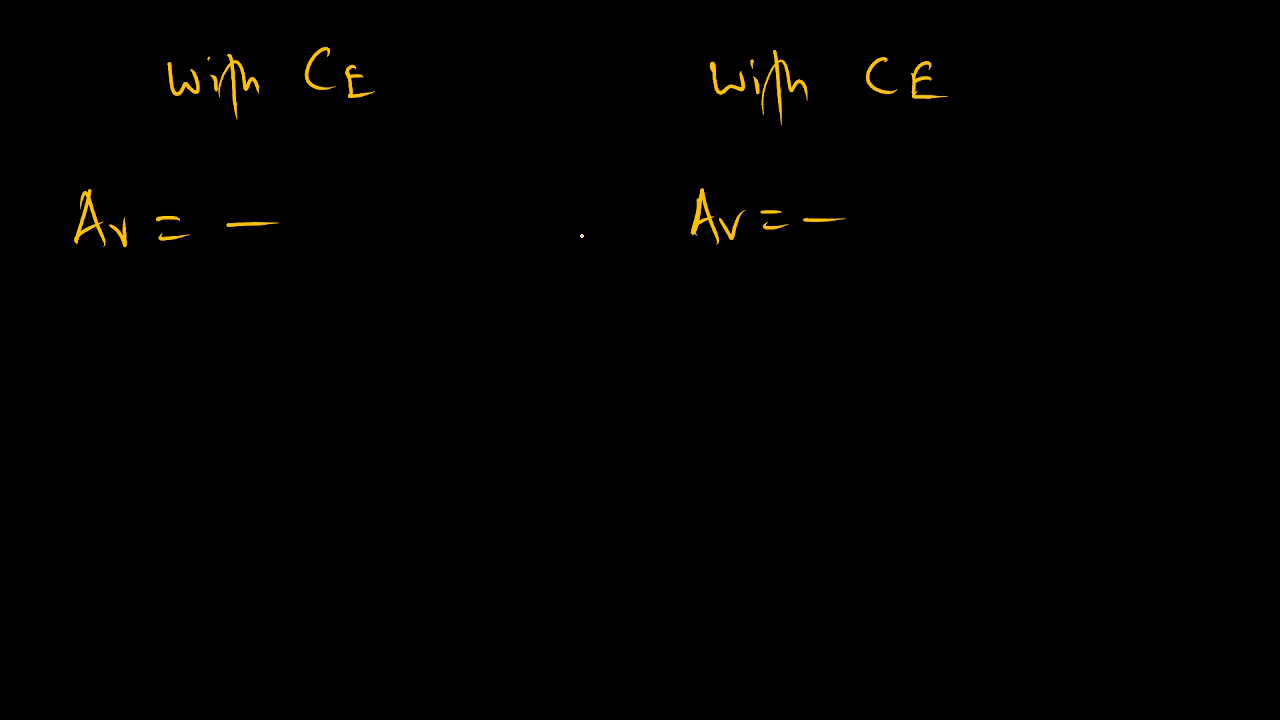 With CE
With CE
Av = —
Av = —